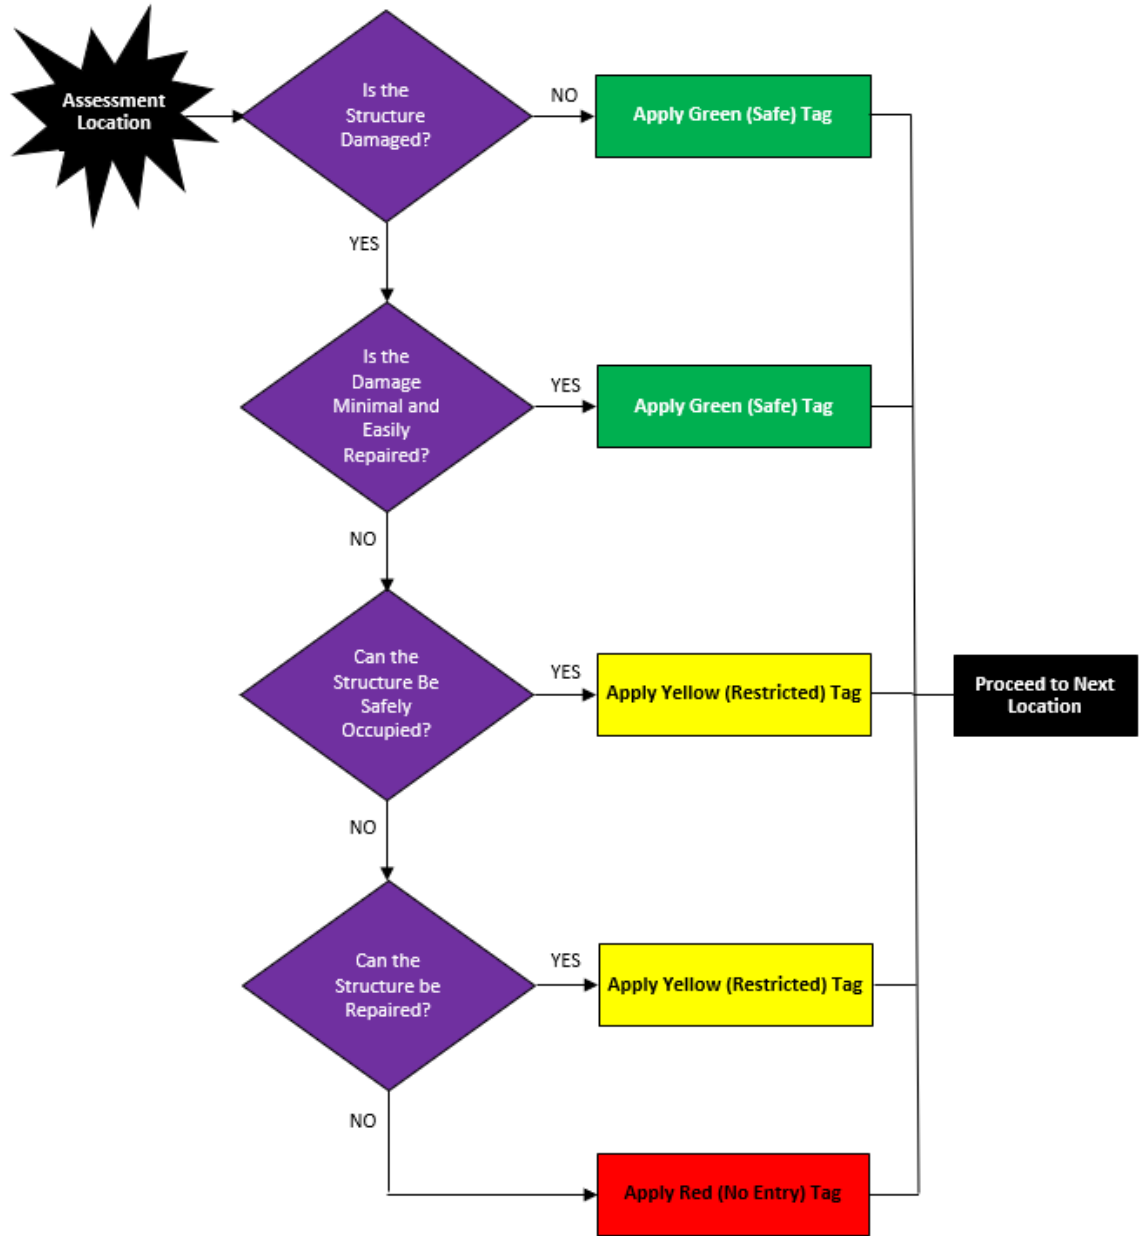 Assessment
Location
Is the
Structure
Damaged?
NO
Apply Green (Safe) Tag
YES
Is the
Damage
Minimal and
Easily
Repaired?
YES
Apply Green (Safe) Tag
NO
Can the
Structure Be
Safely
Occupied?
YES
Apply Yellow (Restricted) Tag
Proceed to Next
Location
NO
Can the
Structure be
Repaired?
YES
Apply Yellow (Restricted) Tag
NO
Apply Red (No Entry) Tag